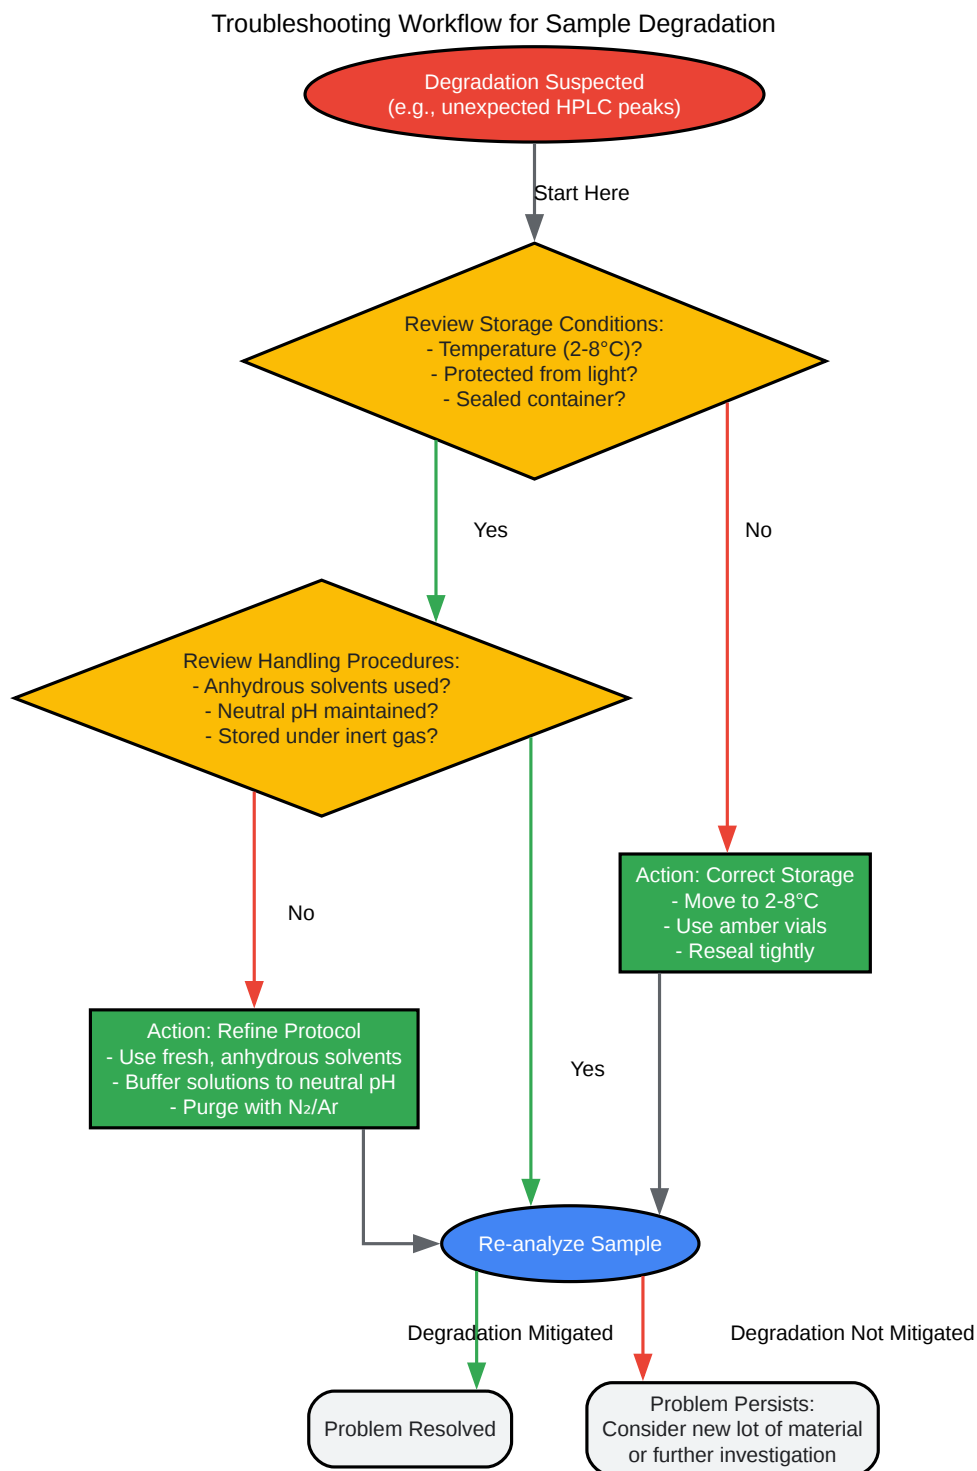 Troubleshooting Workflow for Sample Degradation
Degradation Suspected
(e.g., unexpected HPLC peaks)
Start Here
Review Storage Conditions:
- Temperature (2-8°C)?
- Protected from light?
- Sealed container?
Yes
No
Review Handling Procedures:
- Anhydrous solvents used?
- Neutral pH maintained?
- Stored under inert gas?
Action: Correct Storage
- Move to 2-8°C
- Use amber vials
- Reseal tightly
No
Action: Refine Protocol
- Use fresh, anhydrous solvents
- Buffer solutions to neutral pH
- Purge with N₂/Ar
Yes
Re-analyze Sample
Degradation Mitigated
Degradation Not Mitigated
Problem Resolved
Problem Persists:
Consider new lot of material
or further investigation